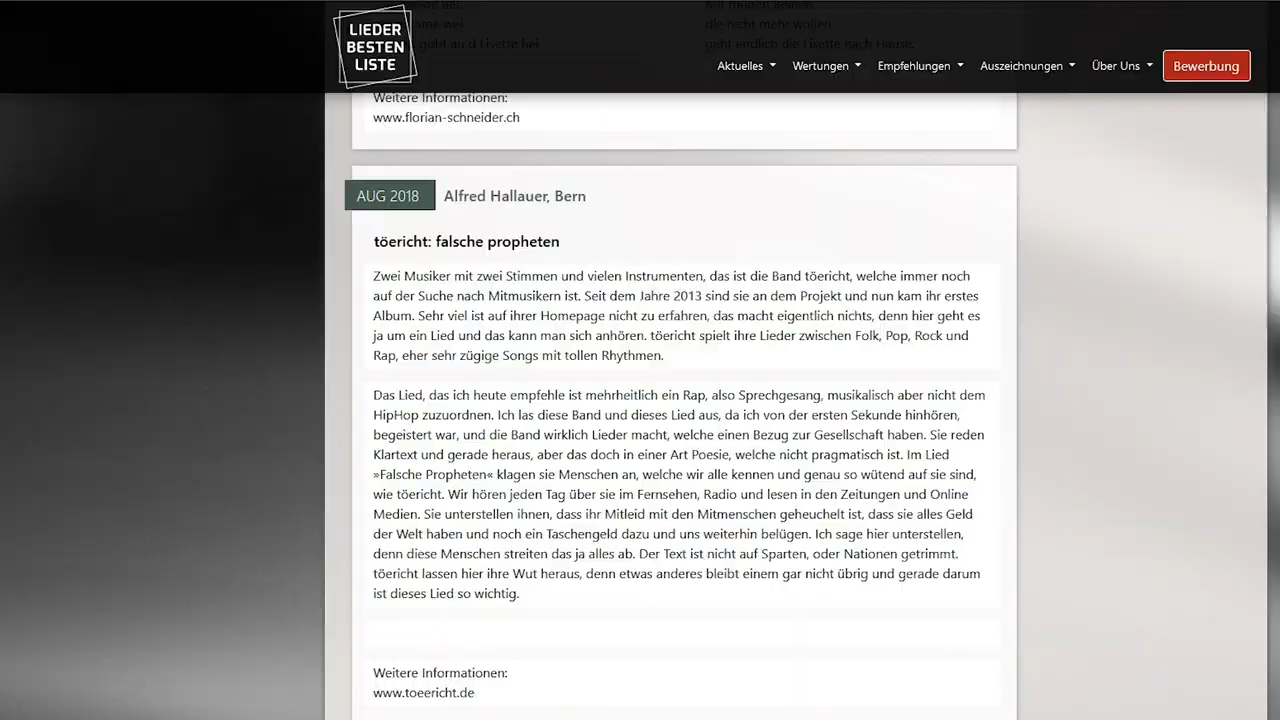 LIEDER
BESTEN
LISTE
geht endlich die Lisette nach Hause.
Aktuelles
Wertungen
Empfehlungen
Auszeichnungen
Über Uns
Bewerbung
Weitere Informationen:
www.florian-schneider.ch
AUG 2018
Alfred Hallauer, Bern
töericht: falsche propheten
Zwei Musiker mit zwei Stimmen und vielen Instrumenten, das ist die Band töericht, welche immer noch
auf der Suche nach Mitmusikern ist. Seit dem Jahre 2013 sind sie an dem Projekt und nun kam ihr erstes
Album. Sehr viel ist auf ihrer Homepage nicht zu erfahren, das macht eigentlich nichts, denn hier geht es
ja um ein Lied und das kann man sich anhören. töericht spielt ihre Lieder zwischen Folk, Pop, Rock und
Rap, eher sehr zügige Songs mit tollen Rhythmen.
Das Lied, das ich heute empfehle ist mehrheitlich ein Rap, also Sprechgesang, musikalisch aber nicht dem
HipHop zuzuordnen. Ich las diese Band und dieses Lied aus, da ich von der ersten Sekunde hinhören,
begeistert war, und die Band wirklich Lieder macht, welche einen Bezug zur Gesellschaft haben. Sie reden
Klartext und gerade heraus, aber das doch in einer Art Poesie, welche nicht pragmatisch ist. Im Lied
»Falsche Propheten« klagen sie Menschen an, welche wir alle kennen und genau so wütend auf sie sind,
wie töericht. Wir hören jeden Tag über sie im Fernsehen, Radio und lesen in den Zeitungen und Online
Medien. Sie unterstellen ihnen, dass ihr Mitleid mit den Mitmenschen geheuchelt ist, dass sie alles Geld
der Welt haben und noch ein Taschengeld dazu und uns weiterhin belügen. Ich sage hier unterstellen,
denn diese Menschen streiten das ja alles ab. Der Text ist nicht auf Sparten, oder Nationen getrimmt.
töericht lassen hier ihre Wut heraus, denn etwas anderes bleibt einem gar nicht übrig und gerade darum
ist dieses Lied so wichtig.
Weitere Informationen:
www.toeericht.de